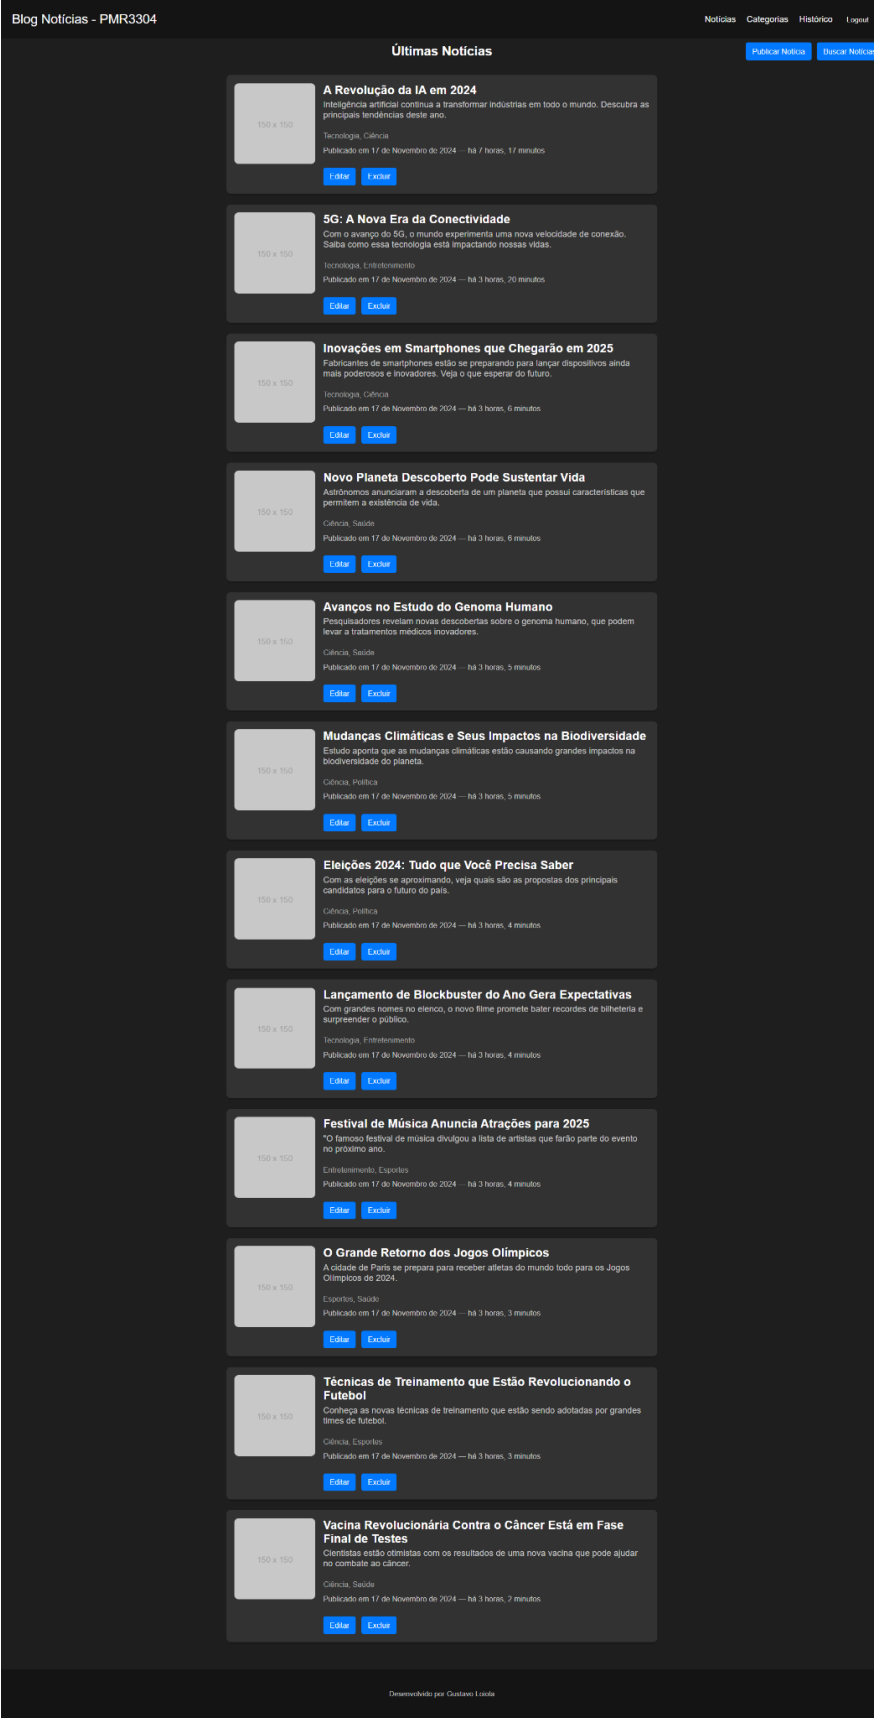 Blog Notícias - PMR3304
Notícias Categorias Histórico Logout
Últimas Notícias
Publicar Notícia Buscar Notícias
150 x 150
A Revolução da IA em 2024
Inteligência artificial continua a transformar indústrias em todo o mundo. Descubra as
principais tendências deste ano.
Tecnologia, Ciência
Publicado em 17 de Novembro de 2024 — há 7 horas, 17 minutos
Editar Excluir
150 x 150
5G: A Nova Era da Conectividade
Com o avanço do 5G, o mundo experimenta uma nova velocidade de conexão.
Saiba como essa tecnologia está impactando nossas vidas.
Tecnologia, Entretenimento
Publicado em 17 de Novembro de 2024 — há 3 horas, 20 minutos
Editar Excluir
150 x 150
Inovações em Smartphones que Chegarão em 2025
Fabricantes de smartphones estão se preparando para lançar dispositivos ainda
mais poderosos e inovadores. Veja o que esperar do futuro.
Tecnologia, Ciência
Publicado em 17 de Novembro de 2024 — há 3 horas, 6 minutos
Editar Excluir
150 x 150
Novo Planeta Descoberto Pode Sustentar Vida
Astrônomos anunciaram a descoberta de um planeta que possui características que
permitem a existência de vida.
Ciência, Saúde
Publicado em 17 de Novembro de 2024 — há 3 horas, 6 minutos
Editar Excluir
150 x 150
Avanços no Estudo do Genoma Humano
Pesquisadores revelam novas descobertas sobre o genoma humano, que podem
levar a tratamentos médicos inovadores.
Ciência, Saúde
Publicado em 17 de Novembro de 2024 — há 3 horas, 5 minutos
Editar Excluir
150 x 150
Mudanças Climáticas e Seus Impactos na Biodiversidade
Estudo aponta que as mudanças climáticas estão causando grandes impactos na
biodiversidade do planeta.
Ciência, Política
Publicado em 17 de Novembro de 2024 — há 3 horas, 5 minutos
Editar Excluir
150 x 150
Eleições 2024: Tudo que Você Precisa Saber
Com as eleições se aproximando, veja quais são as propostas dos principais
candidatos para o futuro do país.
Ciência, Política
Publicado em 17 de Novembro de 2024 — há 3 horas, 4 minutos
Editar Excluir
150 x 150
Lançamento de Blockbuster do Ano Gera Expectativas
Com grandes nomes no elenco, o novo filme promete bater recordes de bilheteria e
surpreender o público.
Tecnologia, Entretenimento
Publicado em 17 de Novembro de 2024 — há 3 horas, 4 minutos
Editar Excluir
150 x 150
Festival de Música Anuncia Atrações para 2025
"O famoso festival de música divulgou a lista de artistas que farão parte do evento
no próximo ano.
Entretenimento, Esportes
Publicado em 17 de Novembro de 2024 — há 3 horas, 4 minutos
Editar Excluir
150 x 150
O Grande Retorno dos Jogos Olímpicos
A cidade de Paris se prepara para receber atletas do mundo todo para os Jogos
Olímpicos de 2024.
Esportes, Saúde
Publicado em 17 de Novembro de 2024 — há 3 horas, 3 minutos
Editar Excluir
150 x 150
Técnicas de Treinamento que Estão Revolucionando o
Futebol
Conheça as novas técnicas de treinamento que estão sendo adotadas por grandes
times de futebol.
Ciência, Esportes
Publicado em 17 de Novembro de 2024 — há 3 horas, 3 minutos
Editar Excluir
150 x 150
Vacina Revolucionária Contra o Câncer Está em Fase
Final de Testes
Cientistas estão otimistas com os resultados de uma nova vacina que pode ajudar
no combate ao câncer.
Ciência, Saúde
Publicado em 17 de Novembro de 2024 — há 3 horas, 2 minutos
Editar Excluir
Desenvolvido por Gustavo Loiola